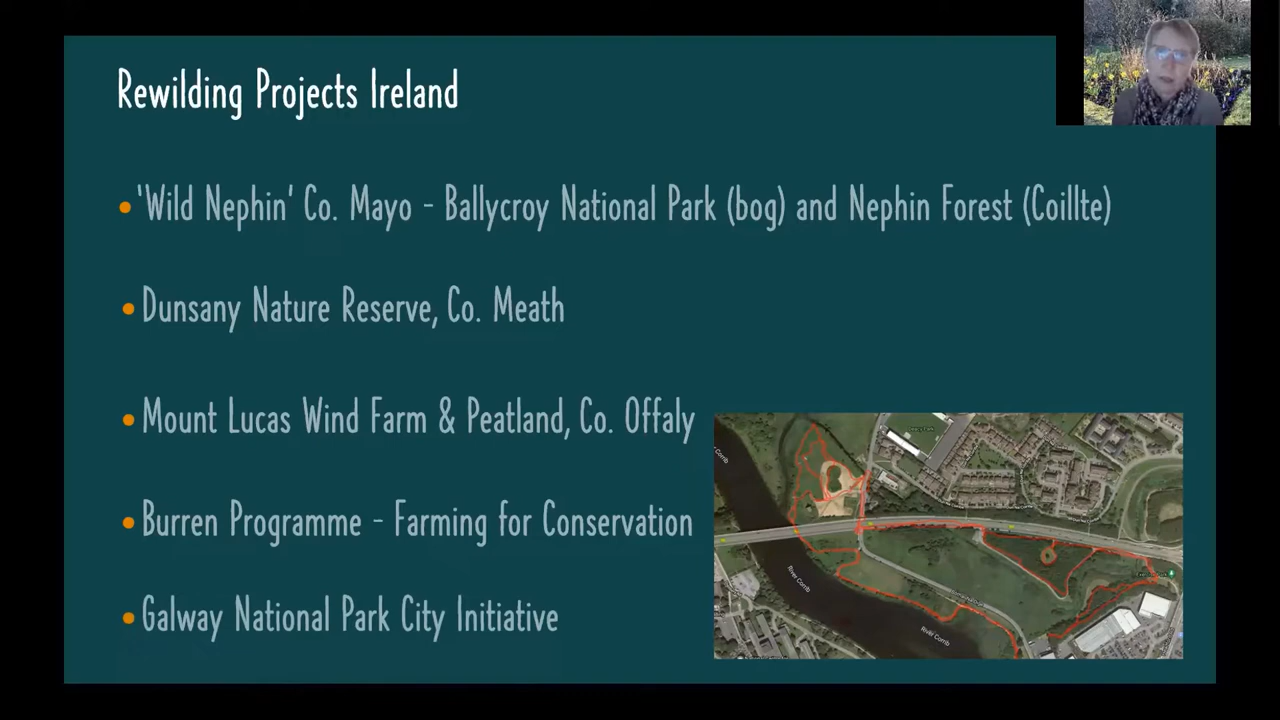 Rewilding Projects Ireland
•'Wild Nephin' Co. Mayo - Ballycroy National Park (bog) and Nephin Forest (Coillte)
•Dunsany Nature Reserve, Co. Meath
•Mount Lucas Wind Farm & Peatland, Co. Offaly
•Burren Programme - Farming for Conservation
•Galway National Park City Initiative
River Corrib
River Corrib